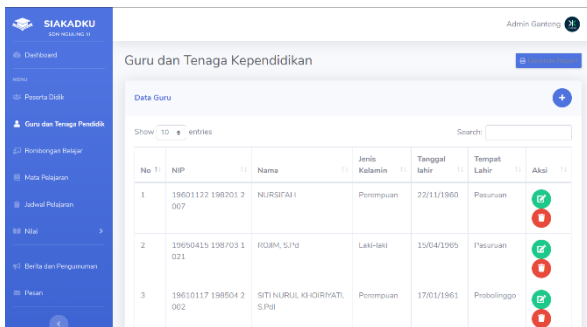 SIAKADKU
SDN NGULING II
Admin Gantong
Dashboard
MENU
Peserta Didik
Guru dan Tenaga Pendidik
Rombongan Belajar
Mata Pelajaran
Jadwal Pelajaran
Nilai
Berita dan Pengumuman
Pesan
Guru dan Tenaga Kependidikan
Data Guru
Show 10 entries
Search:
No NIP Nama Jenis Kelamin Tanggal lahir Tempat Lahir Aksi
1 19601122 198201 2 007 NURSIFAH Perempuan 22/11/1960 Pasuruan
2 19650415 198703 1 021 ROJIM, S.Pd Laki-laki 15/04/1965 Pasuruan
3 19610117 198504 2 002 SITI NURUL KHOIRIYATI, S.PdI Perempuan 17/01/1961 Probolinggo